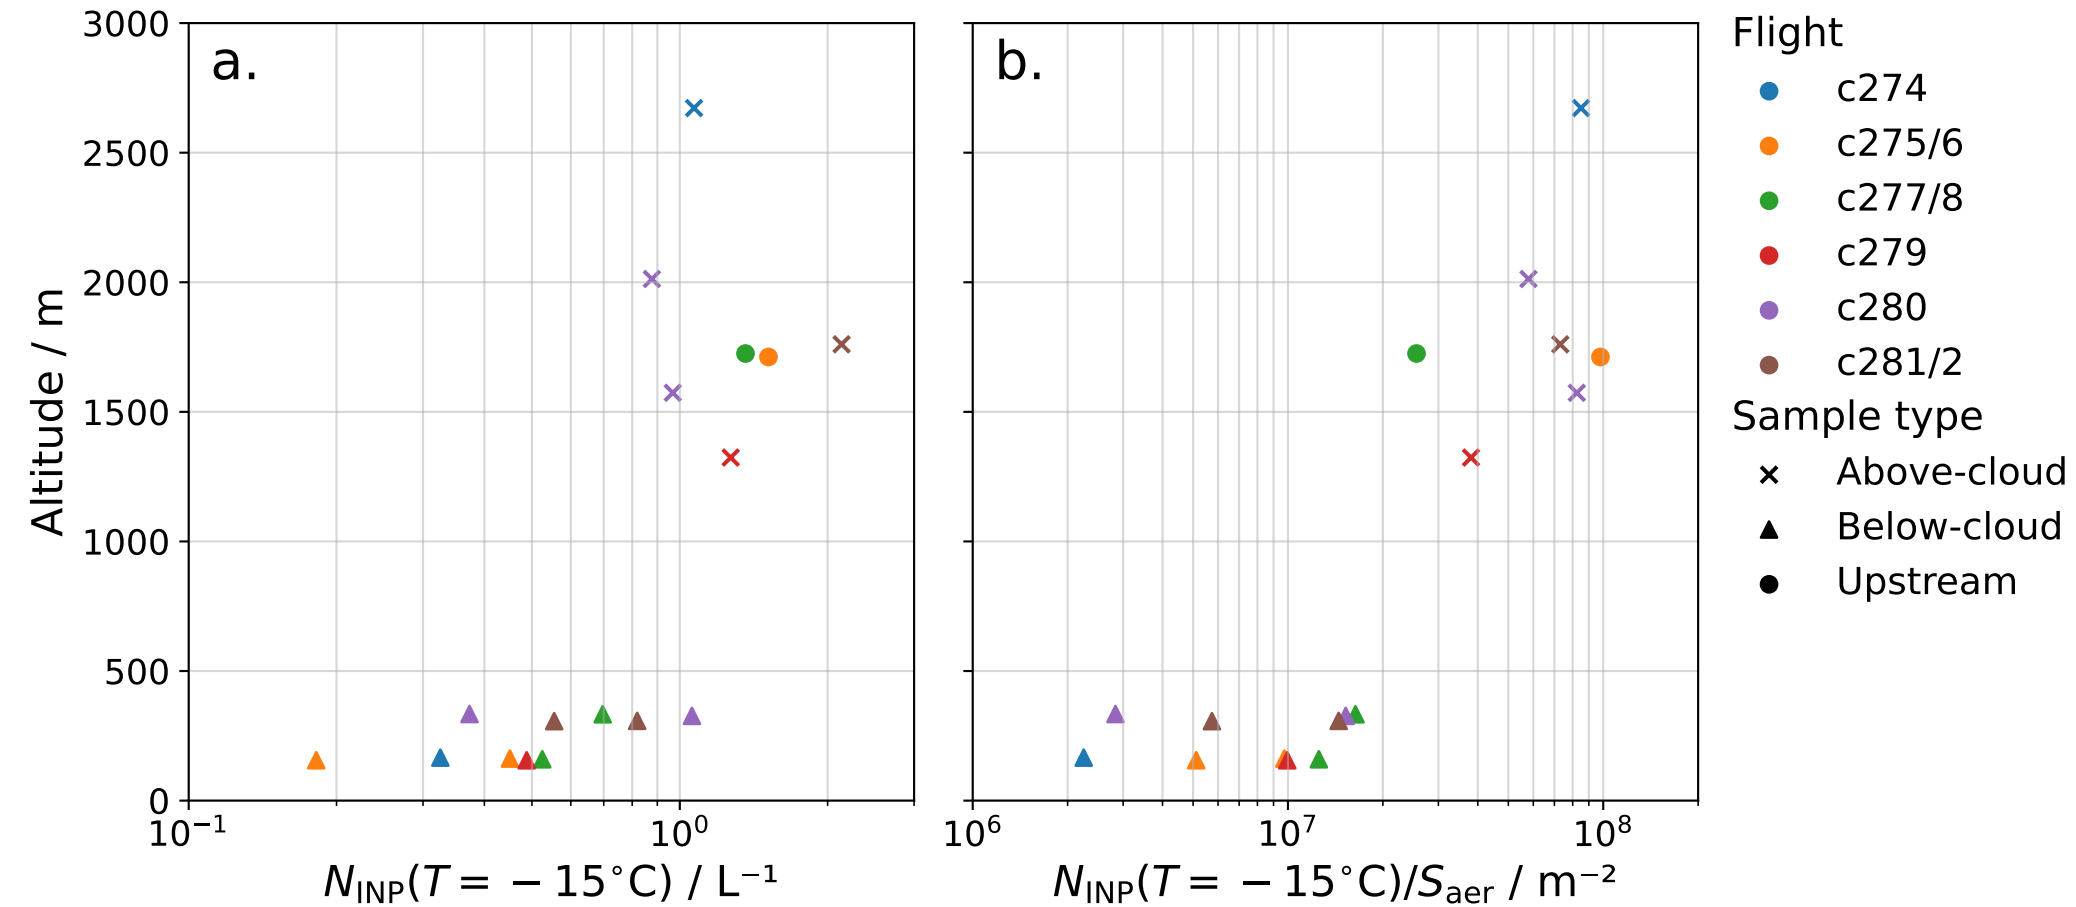 a.
b.
3000
2500
2000
1500
1000
500
0
Altitude / m
10⁻¹
10⁰
N_INP(T = −15°C) / L⁻¹
10⁶
10⁷
10⁸
N_INP(T = −15°C)/S_aer / m⁻²
Flight
c274
c275/6
c277/8
c279
c280
c281/2
Sample type
Above-cloud
Below-cloud
Upstream